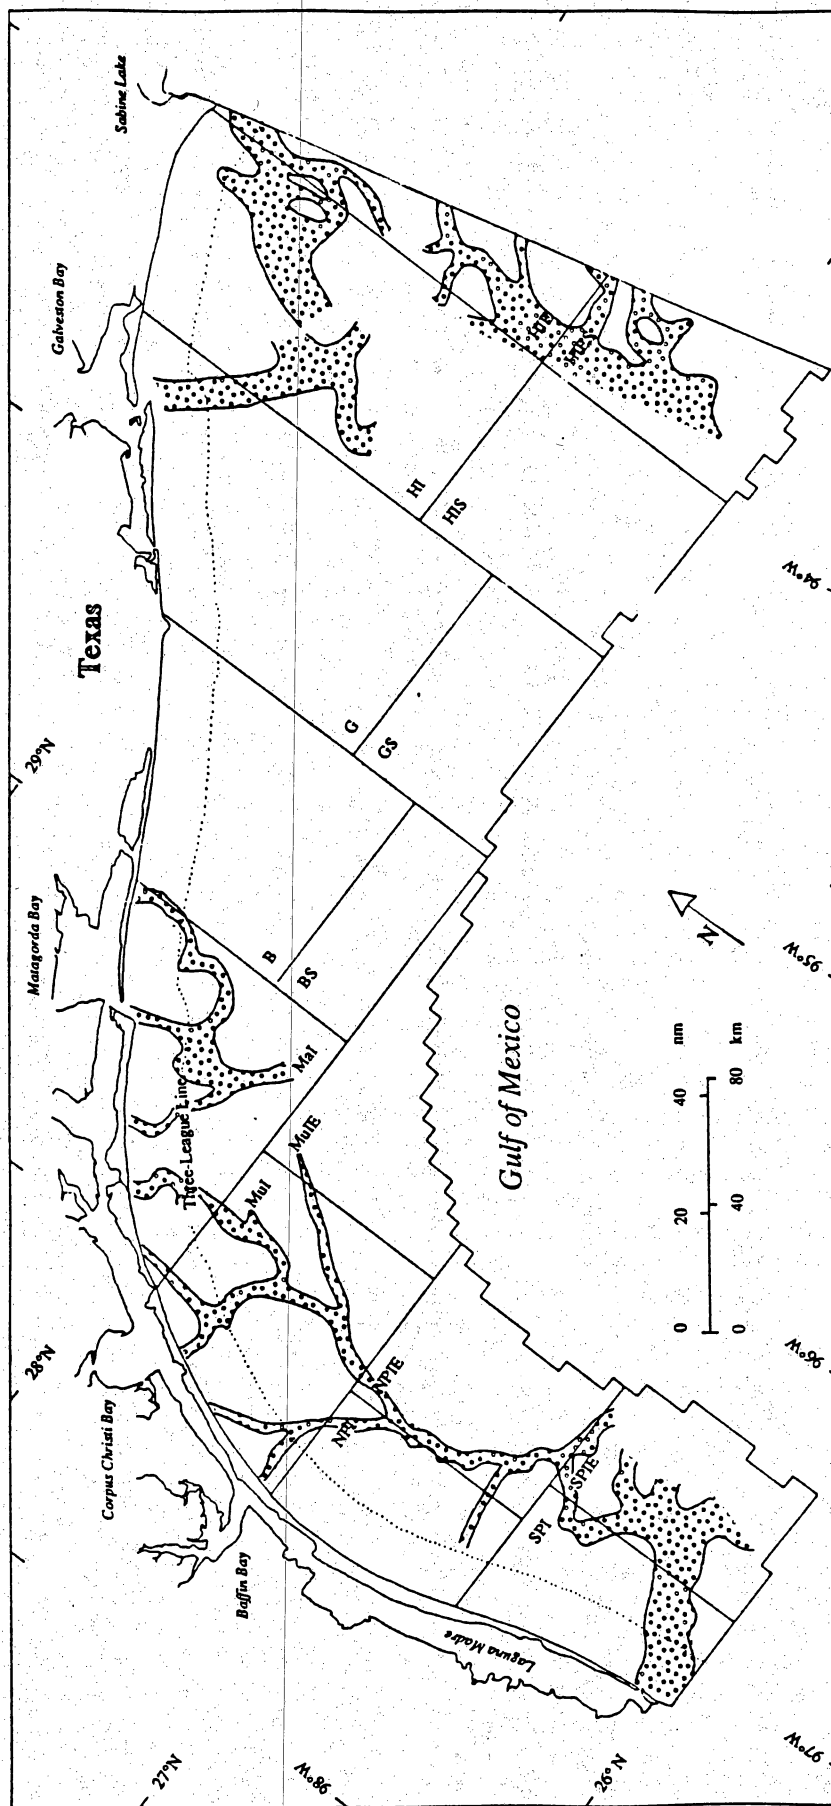 Sabine Lake
Galveston Bay
Texas
29°N
Matagorda Bay
28°N
Corpus Christi Bay
Baffin Bay
Laguna Madre
27°N
98°W
26°N
97°W
96°W
95°W
94°W
HI
HIS
G
GS
B
BS
MaI
Three-League Line
MuI
MuIE
NPI
NPIE
SPI
SPIE
N
Gulf of Mexico
0 20 40 nm
0 40 80 km